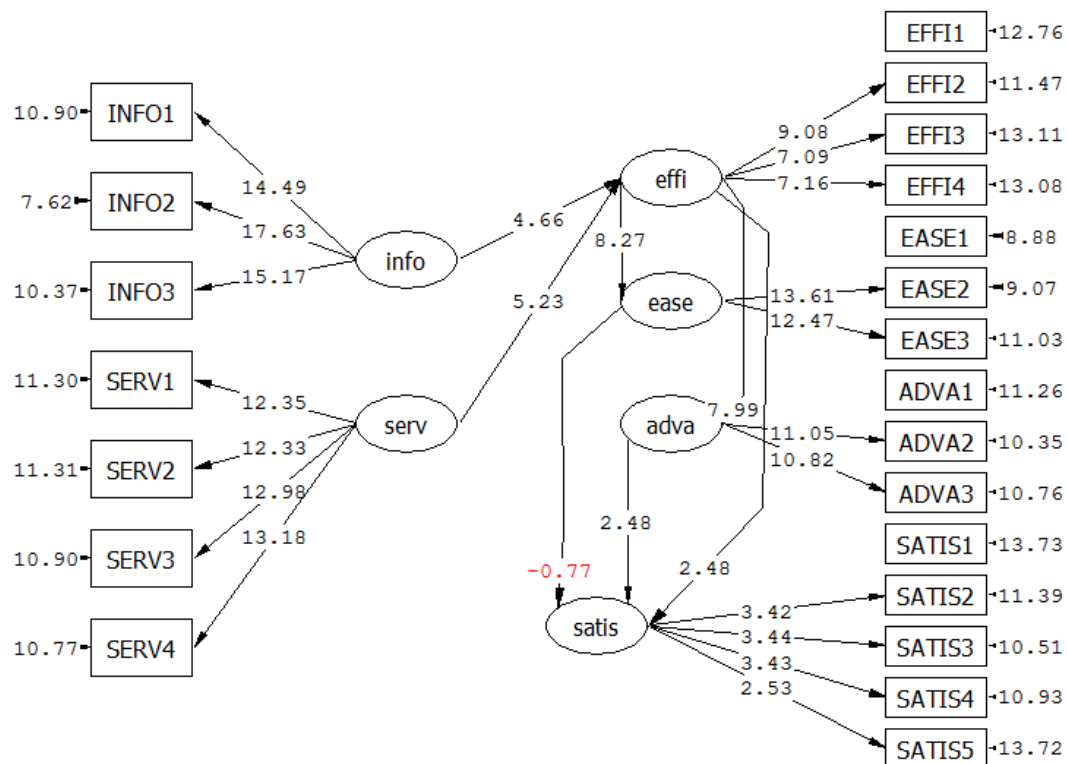 EFFI1 12.76
EFFI2 11.47
10.90 INFO1
EFFI3 13.11
9.08
7.09
7.16
effi
EFFI4 13.08
14.49
7.62 INFO2
4.66
17.63
8.27
EASE1 8.88
info
15.17
10.37 INFO3
5.23
ease
13.61
EASE2 9.07
12.47
EASE3 11.03
11.30 SERV1
12.35
ADVA1 11.26
7.99
serv
adva
11.05
ADVA2 10.35
12.33
10.82
11.31 SERV2
12.98
ADVA3 10.76
13.18
2.48
SATIS1 13.73
10.90 SERV3
-0.77
2.48
SATIS2 11.39
3.42
satis
3.44
SATIS3 10.51
10.77 SERV4
3.43
2.53
SATIS4 10.93
SATIS5 13.72